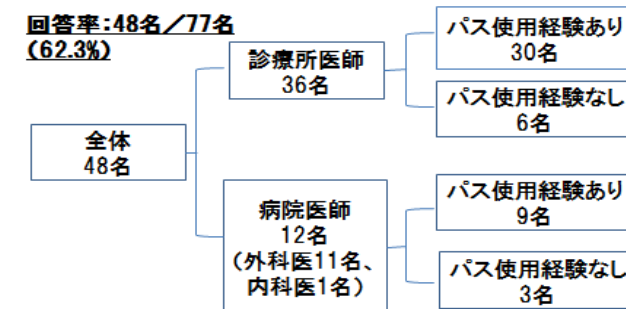 回答率:48名／77名
(62.3%)
診療所医師
36名
パス使用経験あり
30名
パス使用経験なし
6名
全体
48名
病院医師
12名
(外科医11名、
内科医1名)
パス使用経験あり
9名
パス使用経験なし
3名